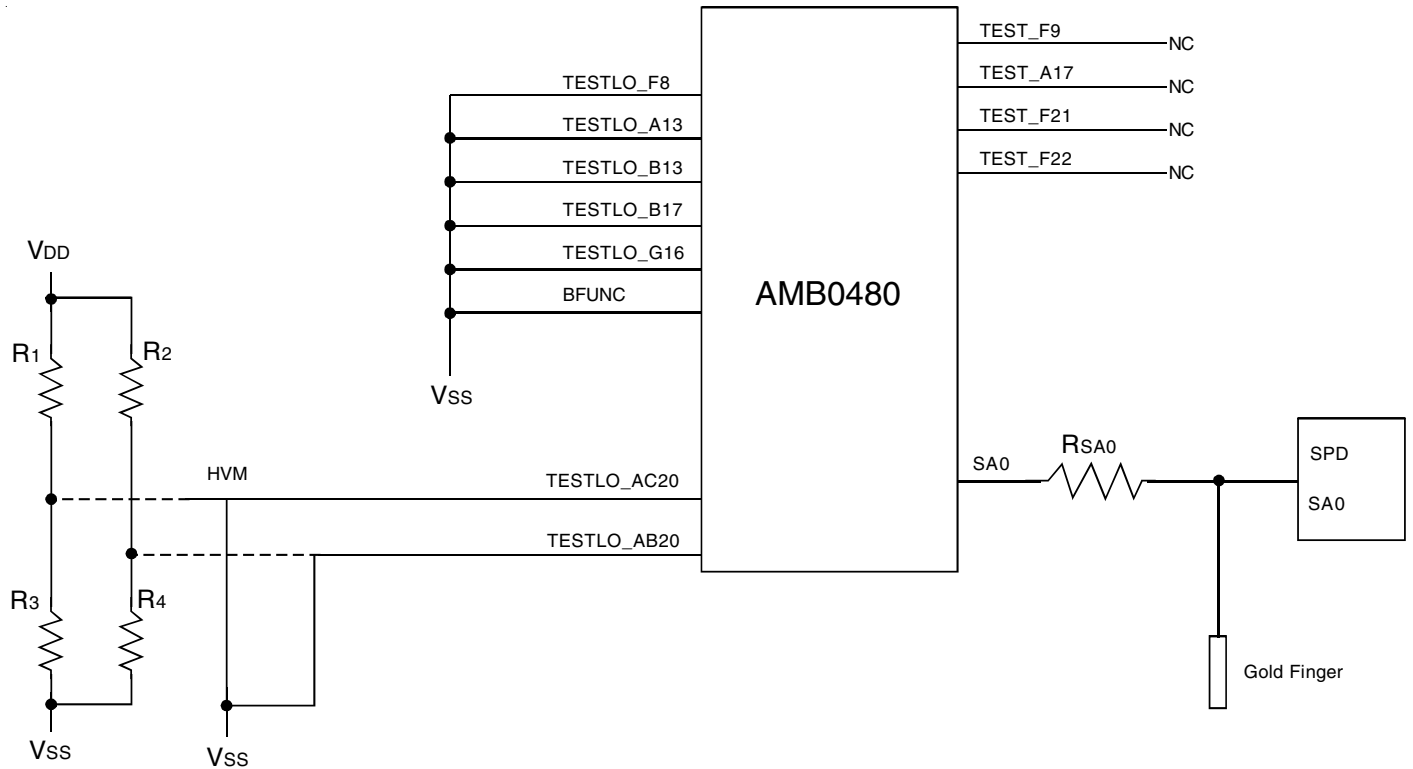 TEST_F9
NC
TESTLO_F8
TEST_A17
NC
TESTLO_A13
TEST_F21
NC
TESTLO_B13
TEST_F22
NC
TESTLO_B17
VDD
TESTLO_G16
BFUNC
AMB0480
R1
R2
VSS
HVM
TESTLO_AC20
SA0
RSA0
SPD
SA0
TESTLO_AB20
R3
R4
Gold Finger
VSS
VSS